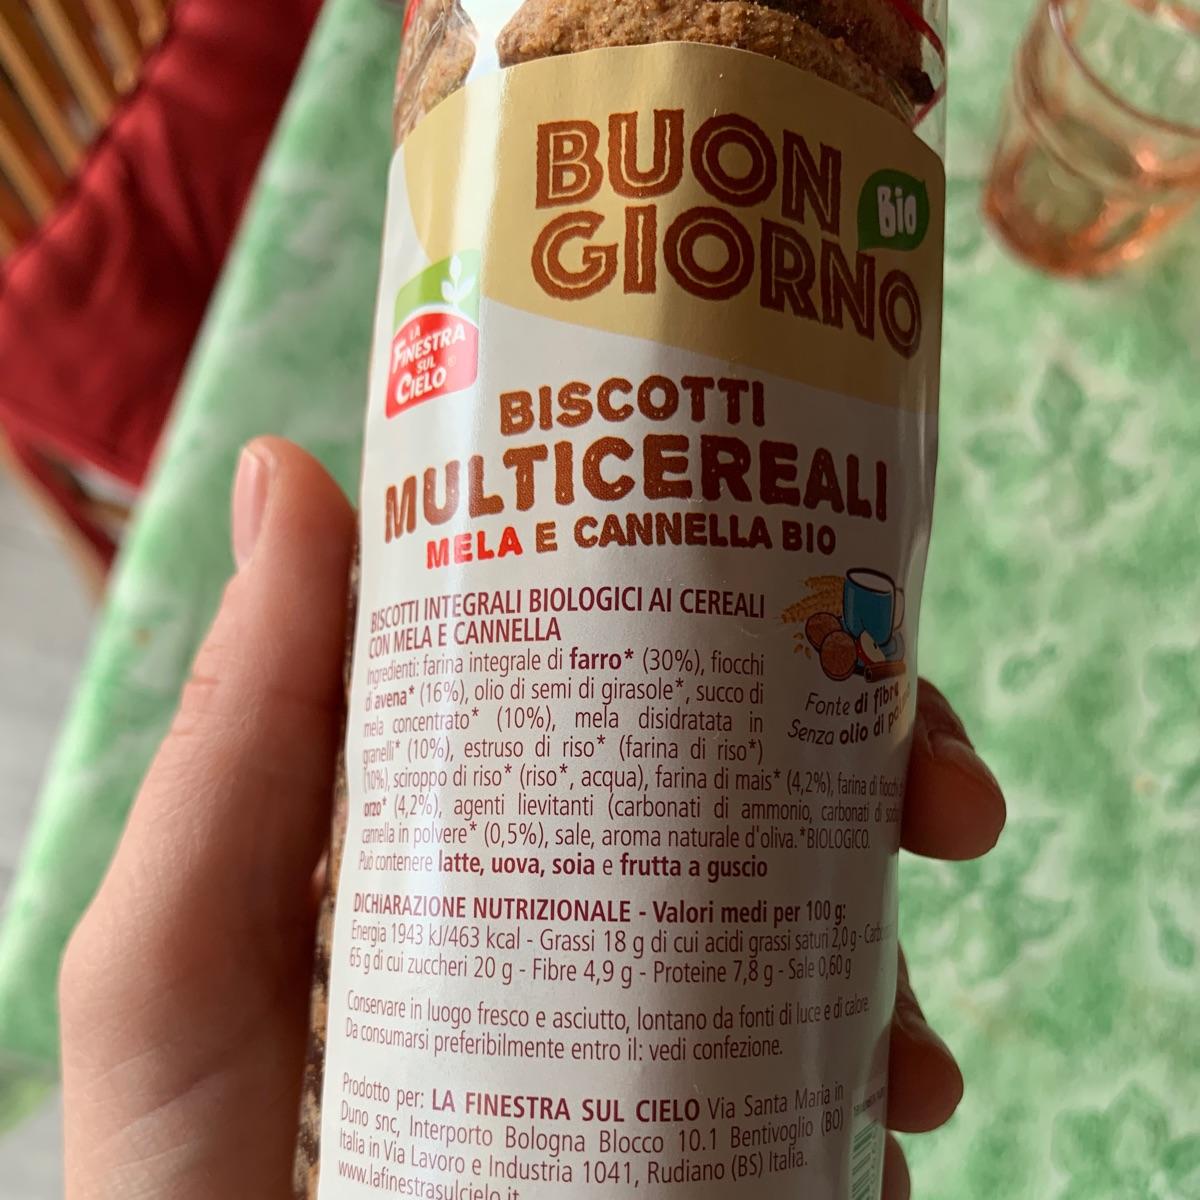 BUON
GIORNO
Bio
LA
FINESTRA
SUL
CIELO
BISCOTTI
MULTICEREALI
MELA E CANNELLA BIO
BISCOTTI INTEGRALI BIOLOGICI AI CEREALI
CON MELA E CANNELLA
Ingredienti: farina integrale di farro* (30%), fiocchi
di avena* (16%), olio di semi di girasole*, succo di
mela concentrato* (10%), mela disidratata in
granelli* (10%), estruso di riso* (farina di riso*)
(10%), sciroppo di riso* (riso*, acqua), farina di mais* (4,2%), farina di fiocchi
orzo* (4,2%), agenti lievitanti (carbonati di ammonio, carbonati di
cannella in polvere* (0,5%), sale, aroma naturale d'oliva. *BIOLOGICO.
Può contenere latte, uova, soia e frutta a guscio
Fonte di fibre
Senza olio di
DICHIARAZIONE NUTRIZIONALE - Valori medi per 100 g:
Energia 1943 kJ/463 kcal - Grassi 18 g di cui acidi grassi saturi 2,0 g -
65 g di cui zuccheri 20 g - Fibre 4,9 g - Proteine 7,8 g - Sale 0,60 g
Conservare in luogo fresco e asciutto, lontano da fonti di luce e di calore.
Da consumarsi preferibilmente entro il: vedi confezione.
Prodotto per: LA FINESTRA SUL CIELO Via Santa Maria in
Duno snc, Interporto Bologna Blocco 10.1 Bentivoglio (BO)
Italia in Via Lavoro e Industria 1041, Rudiano (BS) Italia.
www.lafinestrasulcielo.it